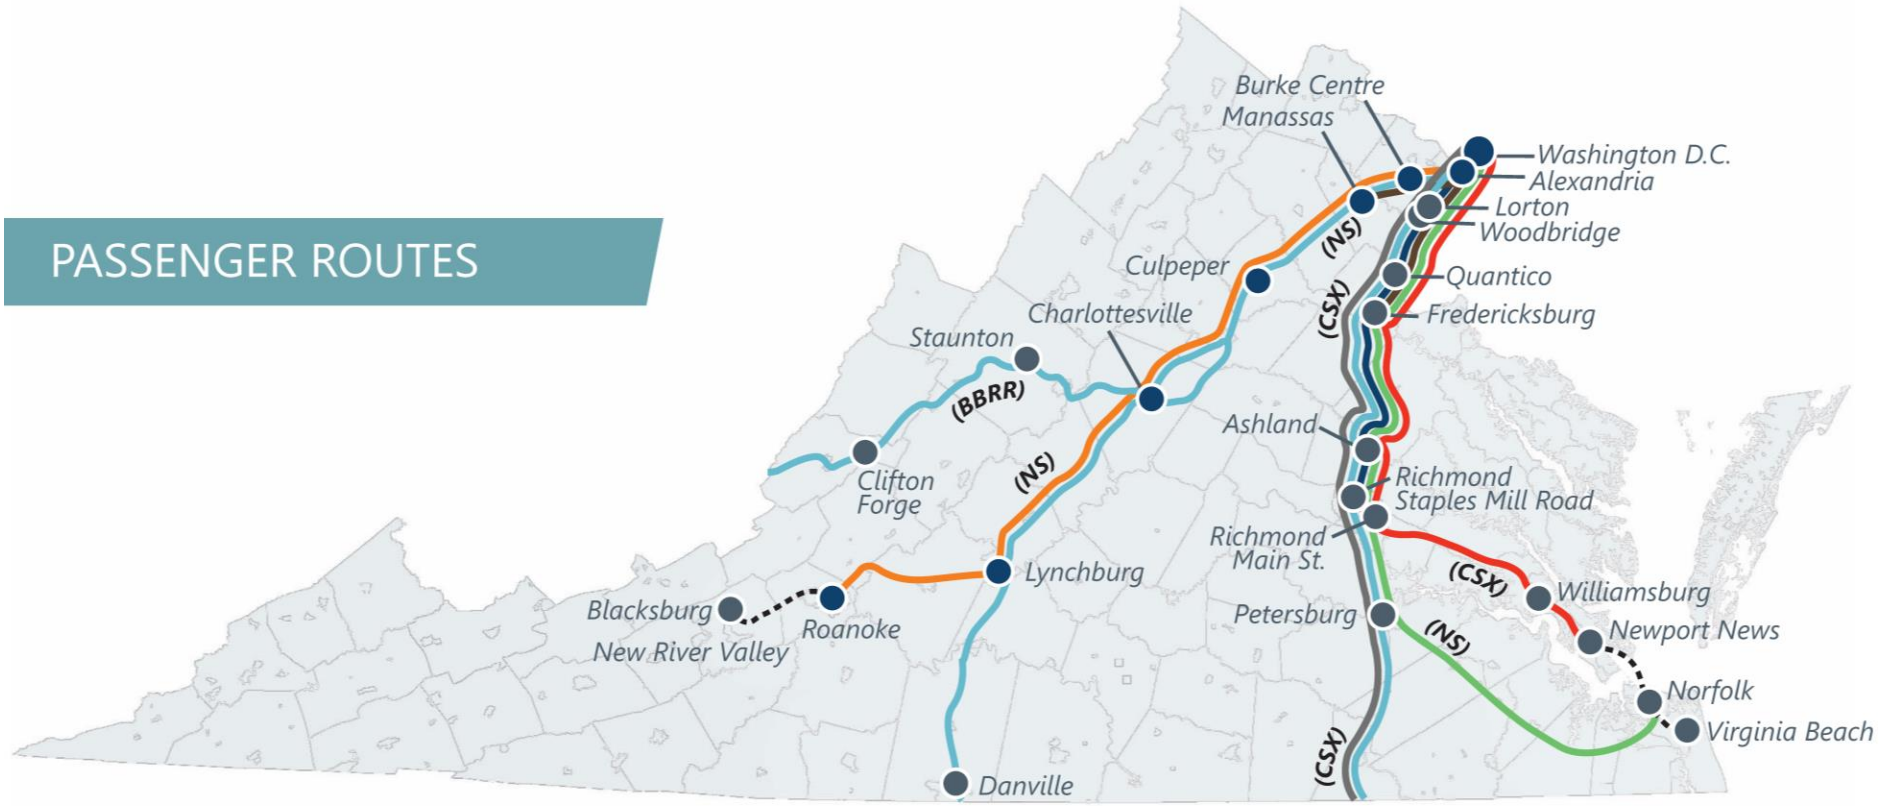 PASSENGER ROUTES
Burke Centre
Manassas
Washington D.C.
Alexandria
Lorton
Woodbridge
(NS)
Culpeper
Quantico
(CSX)
Charlottesville
Fredericksburg
Staunton
(BBRR)
Ashland
(NS)
Clifton
Forge
Richmond
Staples Mill Road
Richmond
Main St.
Lynchburg
(CSX)
Williamsburg
Blacksburg
Roanoke
Petersburg
(NS)
Newport News
New River Valley
Norfolk
Virginia Beach
(CSX)
Danville